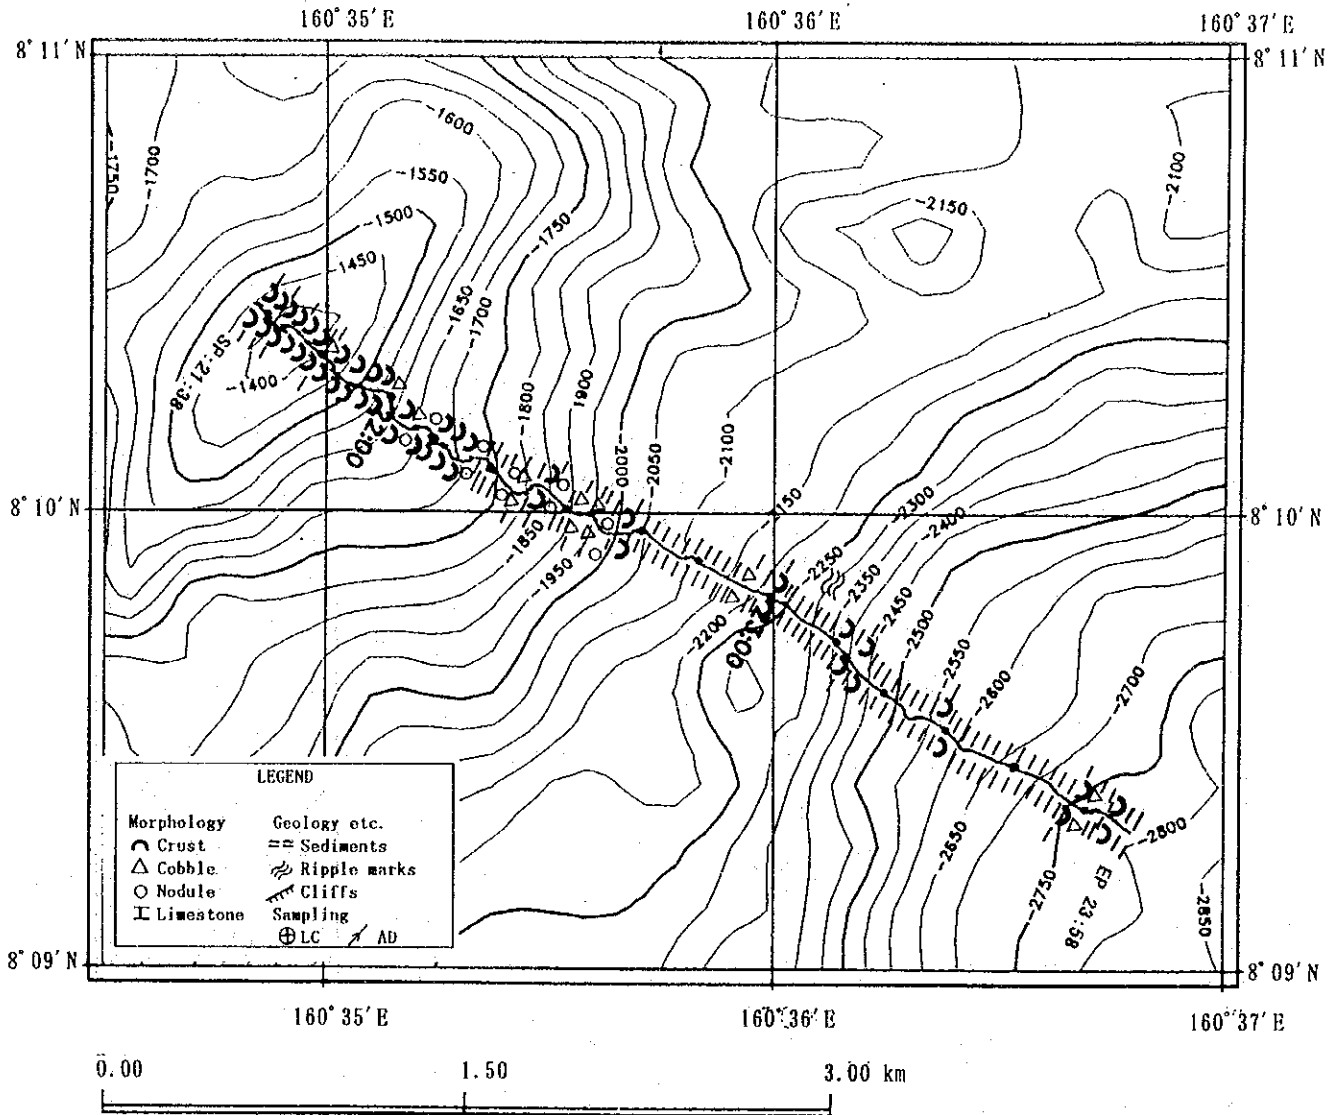 160° 35' E 160° 36' E 160° 37' E
8° 11' N 8° 11' N
-1750
-1700
-1600
-1550
-1500
-1450
-1400
-1650
-1700
-1750
-1800
1900
-2000
-2050
-2100
-2150
-2100
SP:21:38
8° 10' N 8° 10' N
-1850
-1950
-2200
23:00
-2250
-2300
-2350
-2400
-2450
-2500
-2550
-2600
-2700
-2650
-2750
-2800
-2850
EP 23:58
LEGEND
Morphology Geology etc.
Crust Sediments
Cobble Ripple marks
Nodule Cliffs
Limestone Sampling
LC AD
8° 09' N 8° 09' N
160° 35' E 160° 36' E 160° 37' E
0.00 1.50 3.00 km